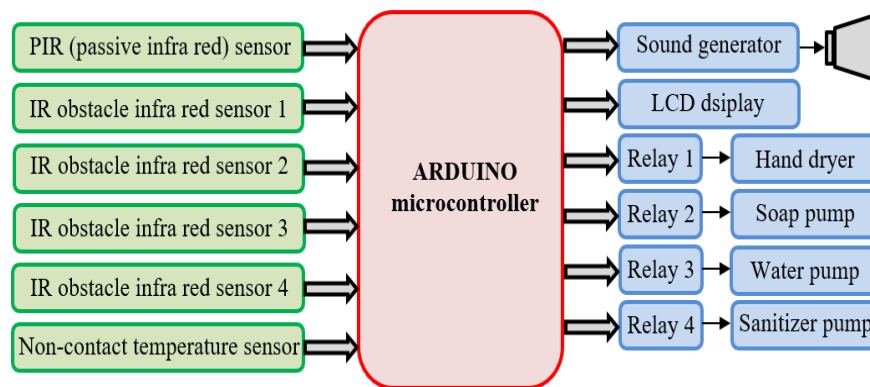 PIR (passive infra red) sensor
IR obstacle infra red sensor 1
IR obstacle infra red sensor 2
IR obstacle infra red sensor 3
IR obstacle infra red sensor 4
Non-contact temperature sensor
ARDUINO
microcontroller
Sound generator
LCD dsiplay
Relay 1
Hand dryer
Relay 2
Soap pump
Relay 3
Water pump
Relay 4
Sanitizer pump